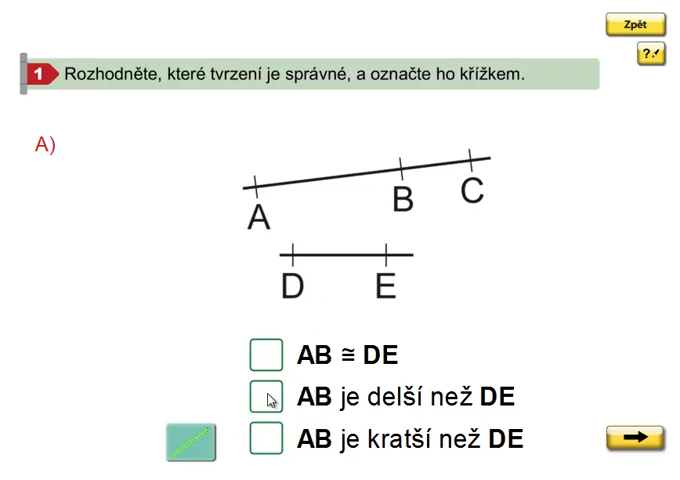 Zpět
?
1 Rozhodněte, které tvrzení je správné, a označte ho křížkem.
A)
A B C
D E
AB ≅ DE
AB je delší než DE
AB je kratší než DE